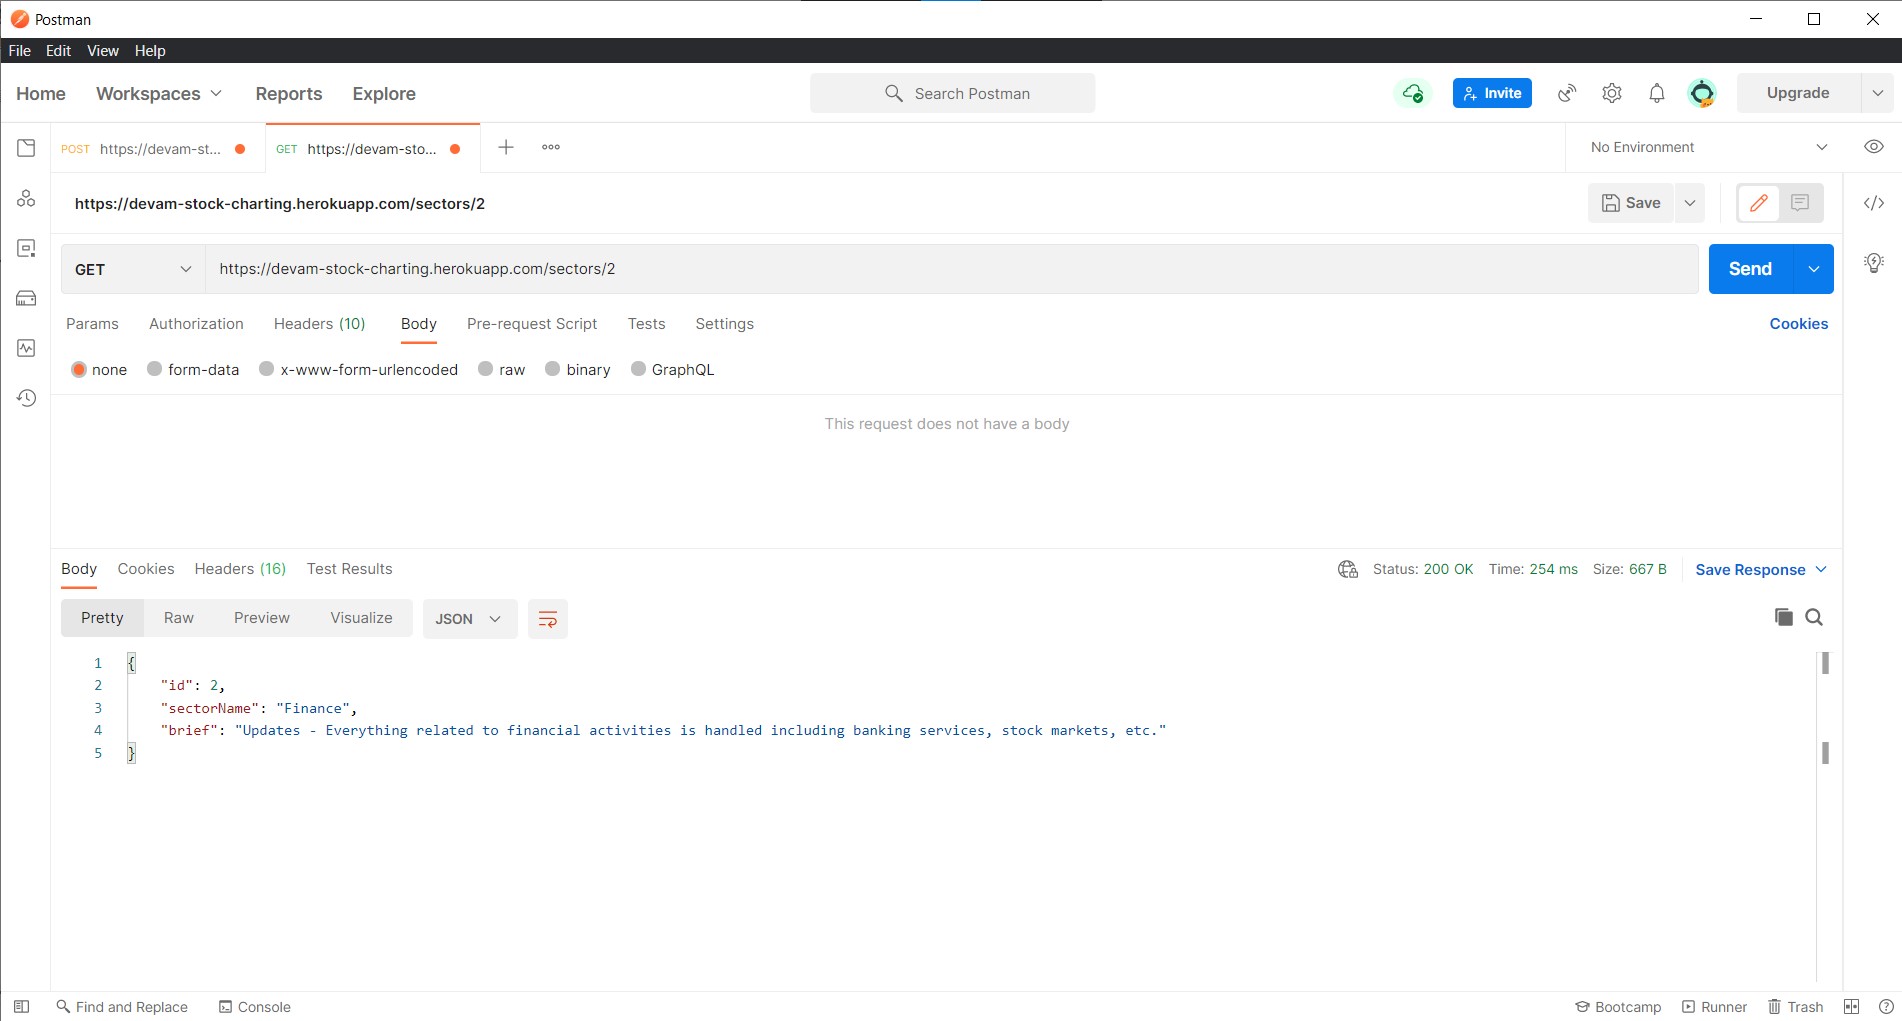 Postman
File Edit View Help
Home Workspaces Reports Explore Search Postman Invite Upgrade
POST https://devam-st... GET https://devam-sto... No Environment
https://devam-stock-charting.herokuapp.com/sectors/2 Save
GET https://devam-stock-charting.herokuapp.com/sectors/2 Send
Params Authorization Headers (10) Body Pre-request Script Tests Settings Cookies
none form-data x-www-form-urlencoded raw binary GraphQL
This request does not have a body
Body Cookies Headers (16) Test Results Status: 200 OK Time: 254 ms Size: 667 B Save Response
Pretty Raw Preview Visualize JSON
1 {
2 "id": 2,
3 "sectorName": "Finance",
4 "brief": "Updates - Everything related to financial activities is handled including banking services, stock markets, etc."
5 }
Find and Replace Console Bootcamp Runner Trash